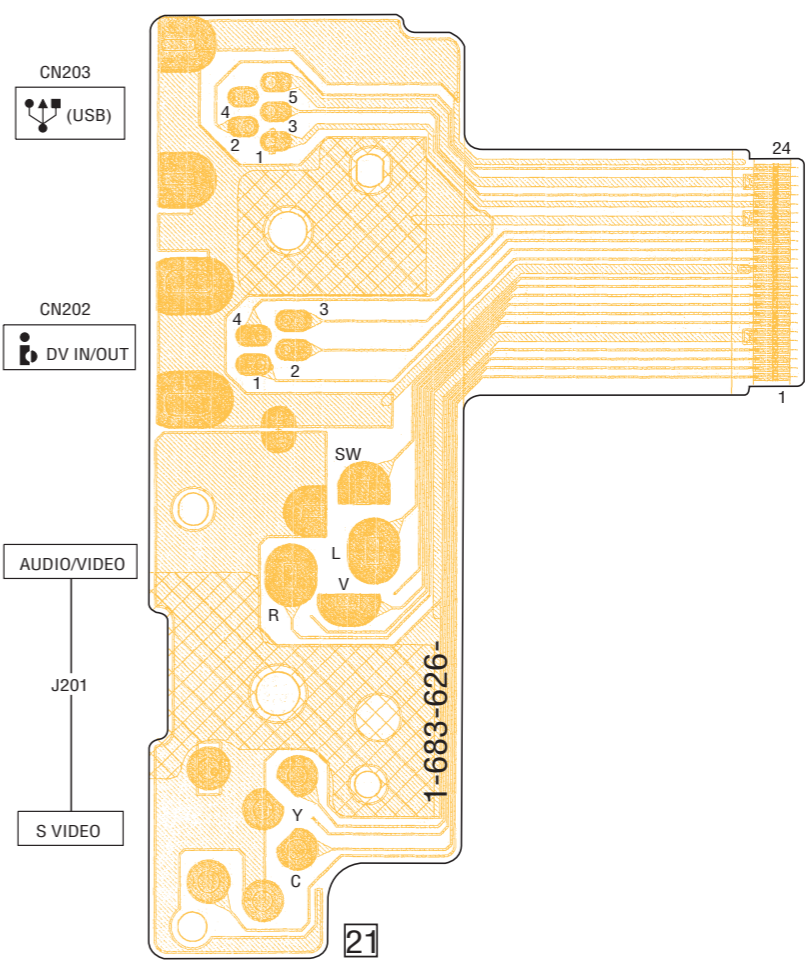 CN203
(USB)
5
4
3
2
1
24
CN202
DV IN/OUT
3
4
2
1
1
SW
L
V
R
AUDIO/VIDEO
J201
1-683-626-
S VIDEO
Y
C
21